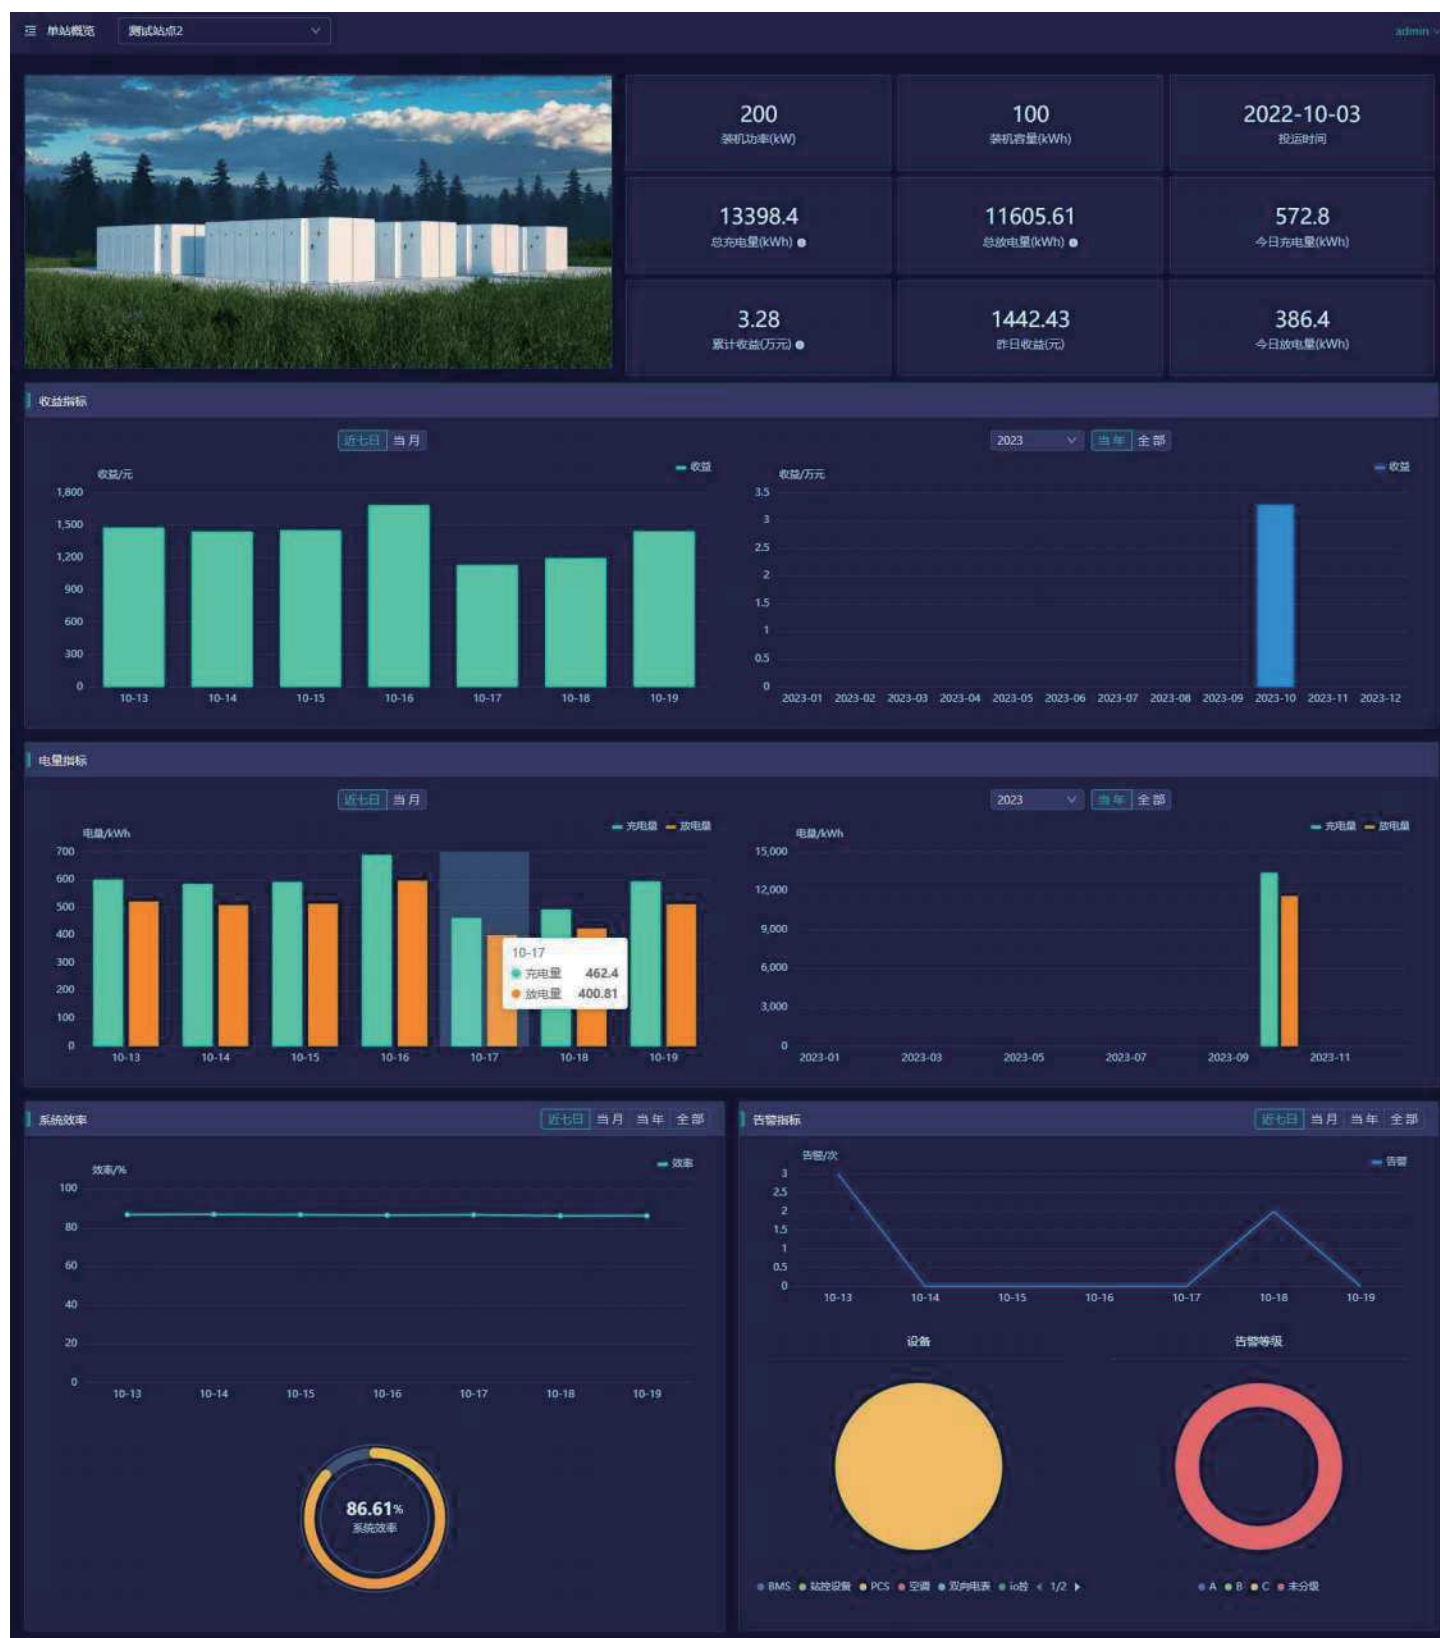 单站概览 测试站点2 admin
200
装机功率(kW)
100
装机容量(kWh)
2022-10-03
投运时间
13398.4
总充电量(kWh)
11605.61
总放电量(kWh)
572.8
今日充电量(kWh)
3.28
累计收益(万元)
1442.43
昨日收益(元)
386.4
今日放电量(kWh)
收益指标
近七日 当月
收益/元
收益
1,800
1,500
1,200
900
600
300
0
10-13 10-14 10-15 10-16 10-17 10-18 10-19
2023 当年 全部
收益/万元
收益
3.5
3
2.5
2
1.5
1
0.5
0
2023-01 2023-02 2023-03 2023-04 2023-05 2023-06 2023-07 2023-08 2023-09 2023-10 2023-11 2023-12
电量指标
近七日 当月
电量/kWh
充电量 放电量
700
600
500
400
300
200
100
0
10-13 10-14 10-15 10-16 10-17 10-18 10-19
10-17
充电量 462.4
放电量 400.81
2023 当年 全部
电量/kWh
充电量 放电量
15,000
12,000
9,000
6,000
3,000
0
2023-01 2023-03 2023-05 2023-07 2023-09 2023-11
系统效率
近七日 当月 当年 全部
效率/%
效率
100
80
60
40
20
0
10-13 10-14 10-15 10-16 10-17 10-18 10-19
86.61%
系统效率
告警指标
近七日 当月 当年 全部
告警/次
告警
3
2.5
2
1.5
1
0.5
0
10-13 10-14 10-15 10-16 10-17 10-18 10-19
设备
BMS 站控设备 PCS 空调 双向电表 io控 1/2
告警等级
A B C 未分级